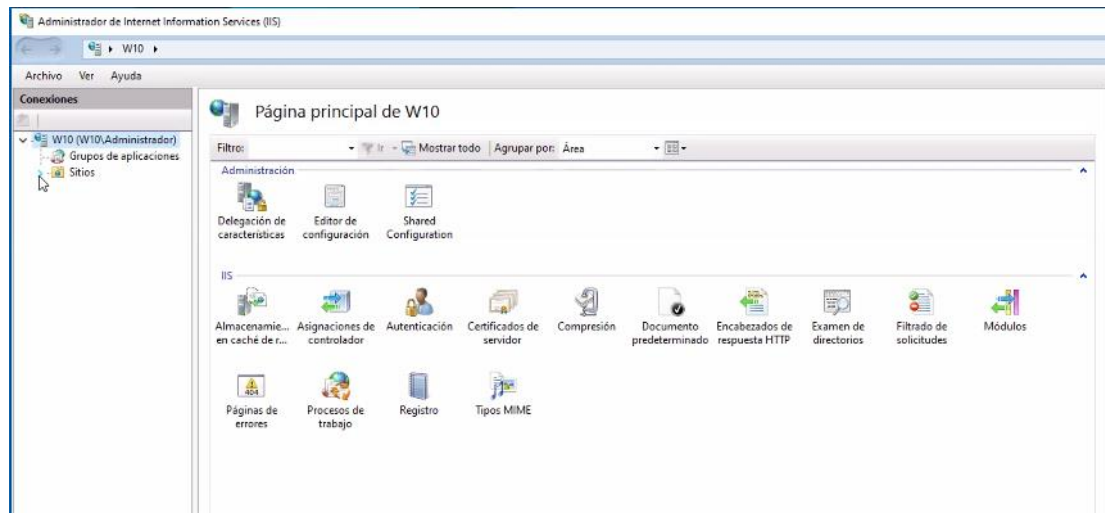 Administrador de Internet Information Services (IIS)
W10
Archivo Ver Ayuda
Conexiones
W10 (W10\Administrador)
Grupos de aplicaciones
Sitios
Página principal de W10
Filtro: Ir Mostrar todo Agrupar por: Área
Administración
Delegación de Editor de Shared
características configuración Configuration
IIS
Almacenamie... Asignaciones de Autenticación Certificados de Compresión Documento Encabezados de Examen de Filtrado de Módulos
en caché de r... controlador servidor predeterminado respuesta HTTP directorios solicitudes
404
Páginas de Procesos de Registro Tipos MIME
errores trabajo